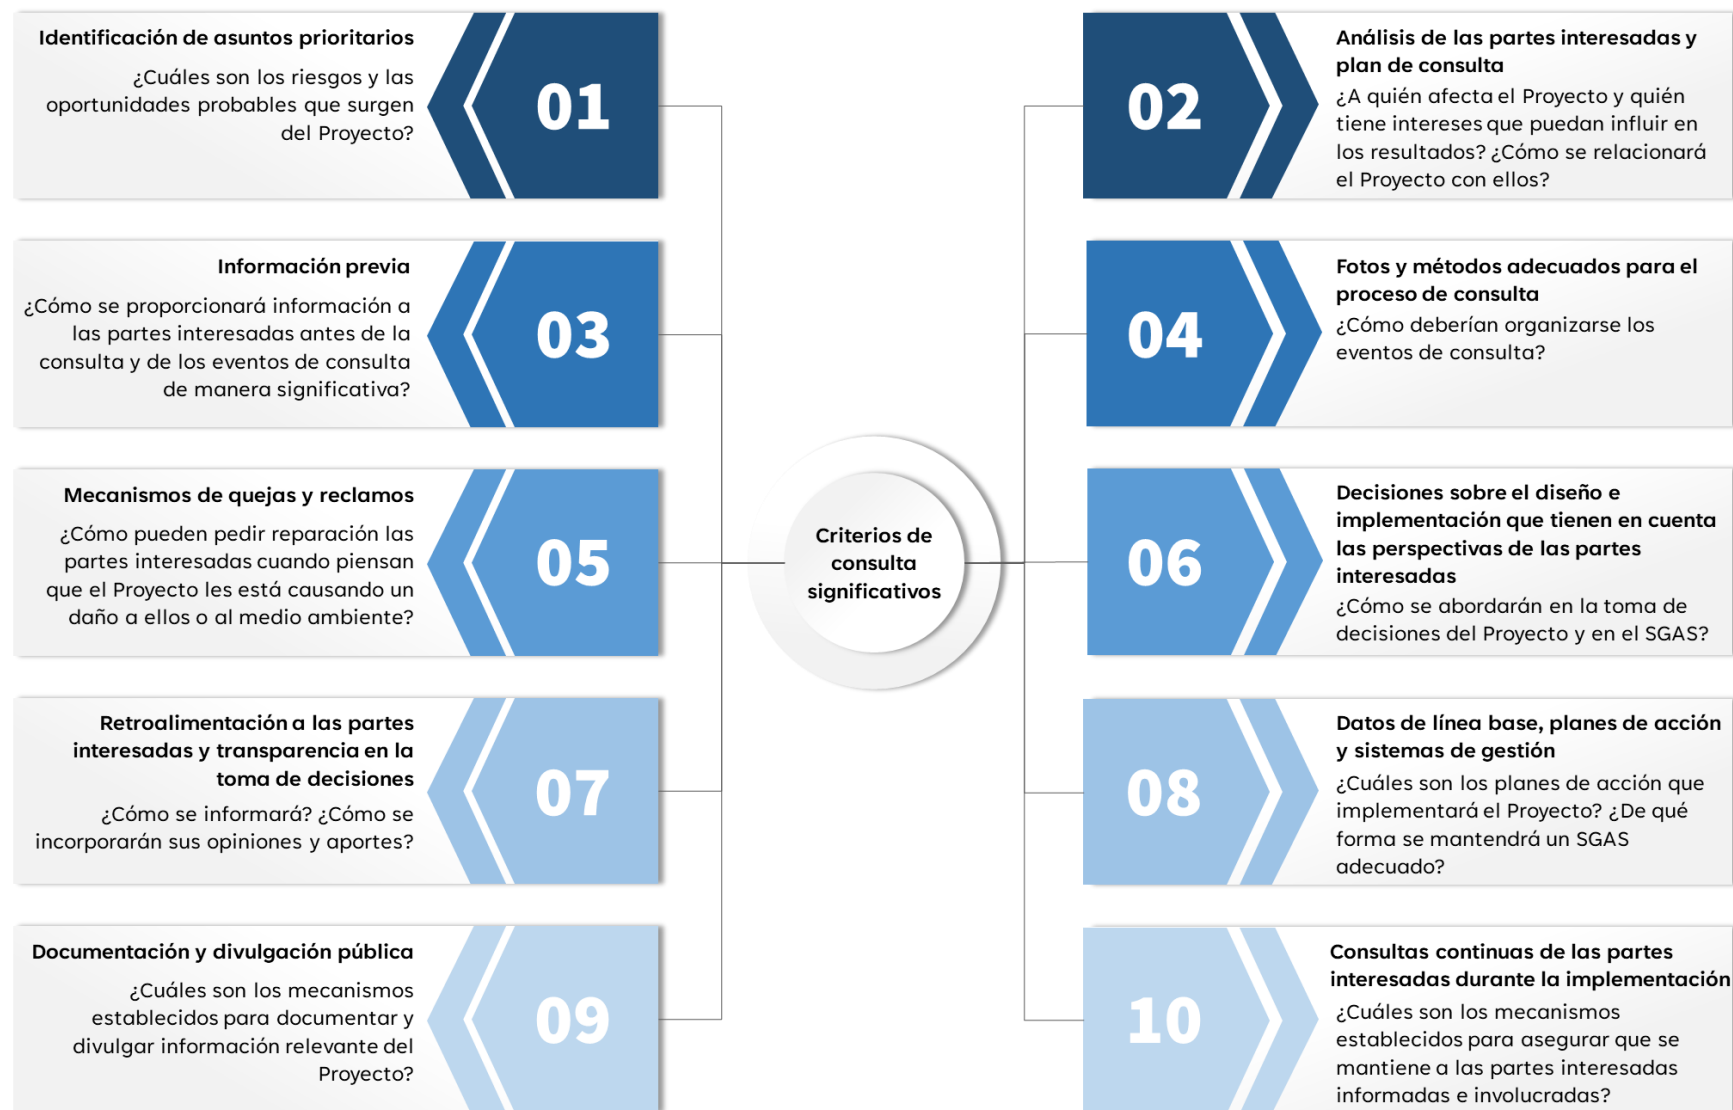 Identificación de asuntos prioritarios
¿Cuáles son los riesgos y las
oportunidades probables que surgen
del Proyecto?
01
02
Análisis de las partes interesadas y
plan de consulta
¿A quién afecta el Proyecto y quién
tiene intereses que puedan influir en
los resultados? ¿Cómo se relacionará
el Proyecto con ellos?
Información previa
¿Cómo se proporcionará información a
las partes interesadas antes de la
consulta y de los eventos de consulta
de manera significativa?
03
04
Fotos y métodos adecuados para el
proceso de consulta
¿Cómo deberían organizarse los
eventos de consulta?
Mecanismos de quejas y reclamos
¿Cómo pueden pedir reparación las
partes interesadas cuando piensan
que el Proyecto les está causando un
daño a ellos o al medio ambiente?
05
Criterios de
consulta
significativos
06
Decisiones sobre el diseño e
implementación que tienen en cuenta
las perspectivas de las partes
interesadas
¿Cómo se abordarán en la toma de
decisiones del Proyecto y en el SGAS?
Retroalimentación a las partes
interesadas y transparencia en la
toma de decisiones
¿Cómo se informará? ¿Cómo se
incorporarán sus opiniones y aportes?
07
08
Datos de línea base, planes de acción
y sistemas de gestión
¿Cuáles son los planes de acción que
implementará el Proyecto? ¿De qué
forma se mantendrá un SGAS
adecuado?
Documentación y divulgación pública
¿Cuáles son los mecanismos
establecidos para documentar y
divulgar información relevante del
Proyecto?
09
10
Consultas continuas de las partes
interesadas durante la implementación
¿Cuáles son los mecanismos
establecidos para asegurar que se
mantiene a las partes interesadas
informadas e involucradas?